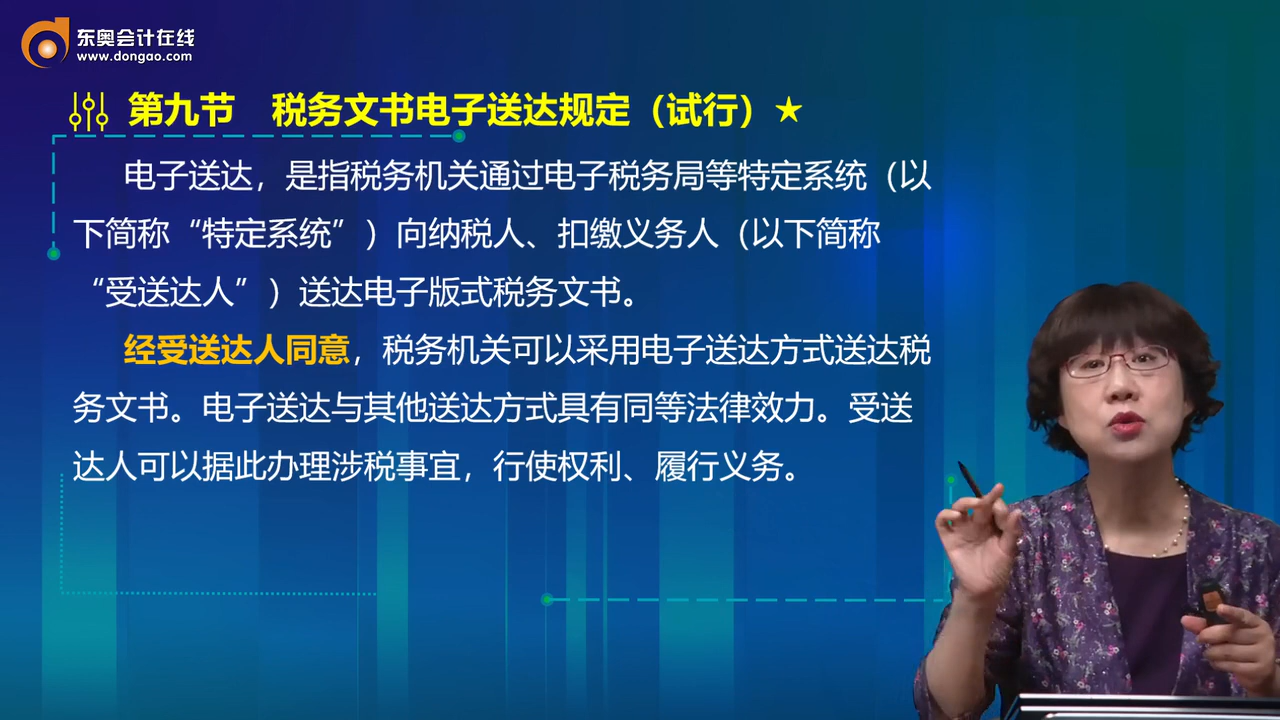 东奥会计在线
www.dongao.com
第九节 税务文书电子送达规定（试行）★
电子送达，是指税务机关通过电子税务局等特定系统（以
下简称“特定系统”）向纳税人、扣缴义务人（以下简称
“受送达人”）送达电子版式税务文书。
经受送达人同意，税务机关可以采用电子送达方式送达税
务文书。电子送达与其他送达方式具有同等法律效力。受送
达人可以据此办理涉税事宜，行使权利、履行义务。